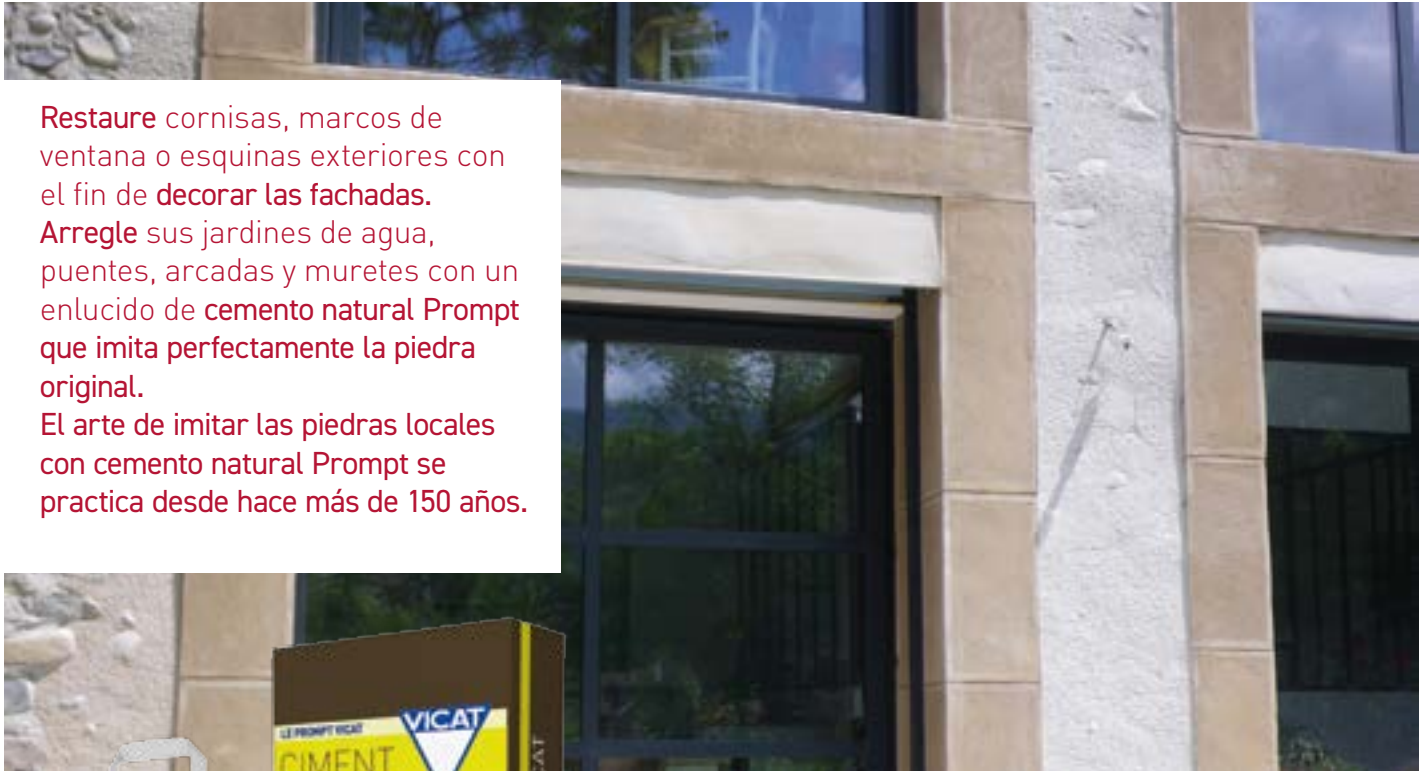 Restaure cornisas, marcos de
ventana o esquinas exteriores con
el fin de decorar las fachadas.
Arregle sus jardines de agua,
puentes, arcadas y muretes con un
enlucido de cemento natural Prompt
que imita perfectamente la piedra
original.
El arte de imitar las piedras locales
con cemento natural Prompt se
practica desde hace más de 150 años.
LE PROMPT VICAT
VICAT
CIMENT